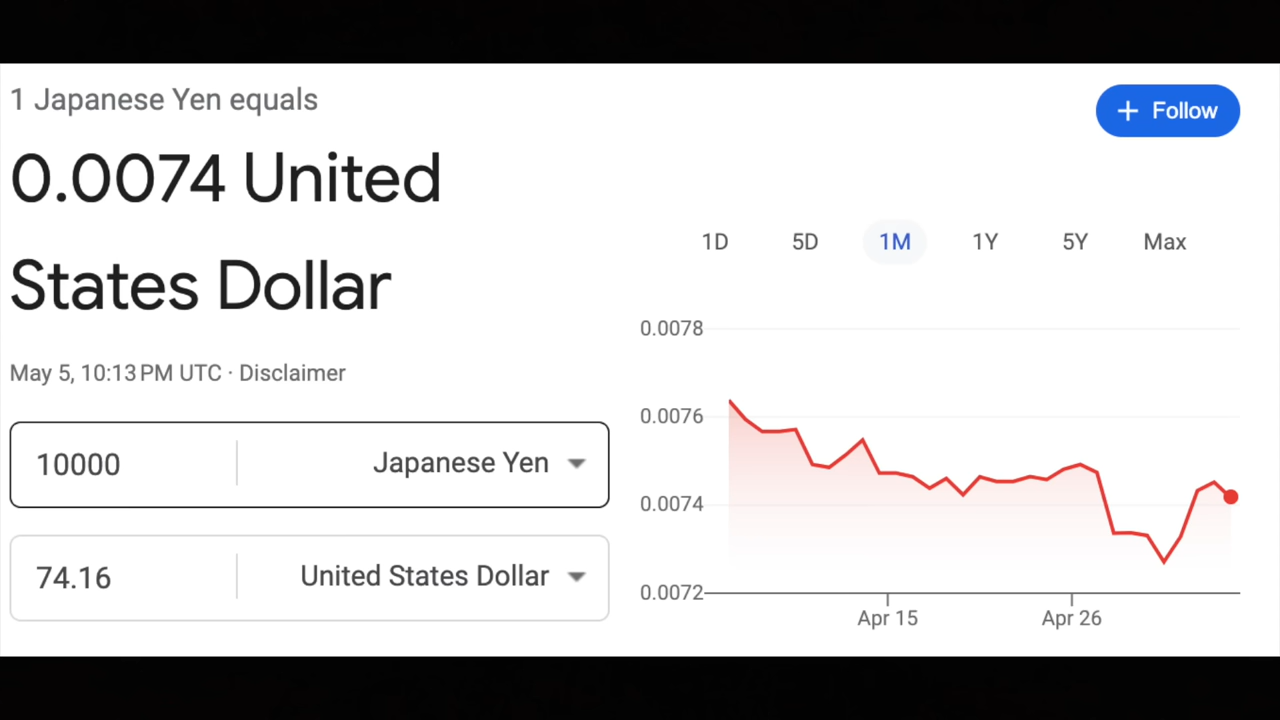 1 Japanese Yen equals
0.0074 United
States Dollar
May 5, 10:13 PM UTC · Disclaimer
10000 Japanese Yen
74.16 United States Dollar
+ Follow
1D 5D 1M 1Y 5Y Max
0.0078
0.0076
0.0074
0.0072
Apr 15 Apr 26